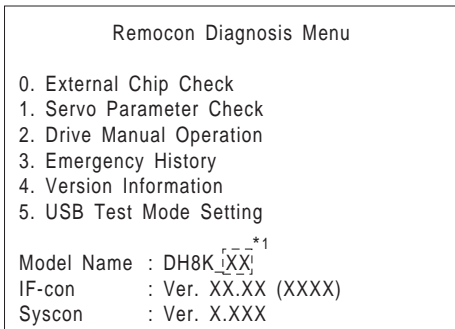 Remocon Diagnosis Menu
0. External Chip Check
1. Servo Parameter Check
2. Drive Manual Operation
3. Emergency History
4. Version Information
5. USB Test Mode Setting
*1
Model Name : DH8K_XX
IF-con : Ver. XX.XX (XXXX)
Syscon : Ver. X.XXX